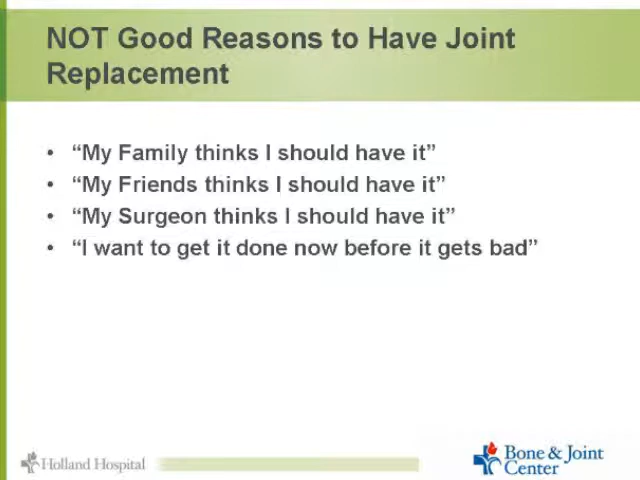 NOT Good Reasons to Have Joint
Replacement
• “My Family thinks I should have it”
• “My Friends thinks I should have it”
• “My Surgeon thinks I should have it”
• “I want to get it done now before it gets bad”
Holland Hospital
Bone & Joint
Center